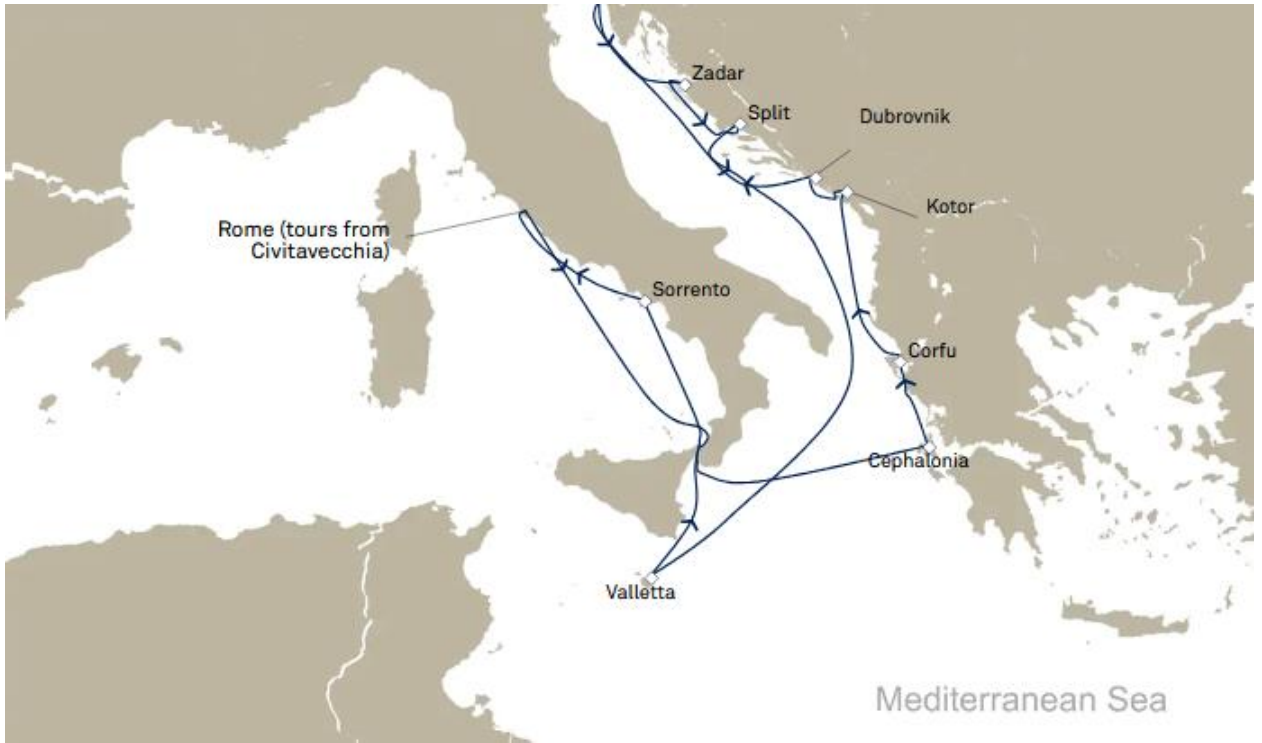 Zadar
Split
Dubrovnik
Kotor
Rome (tours from
Civitavecchia)
Sorrento
Corfu
Cephalonia
Valletta
Mediterranean Sea